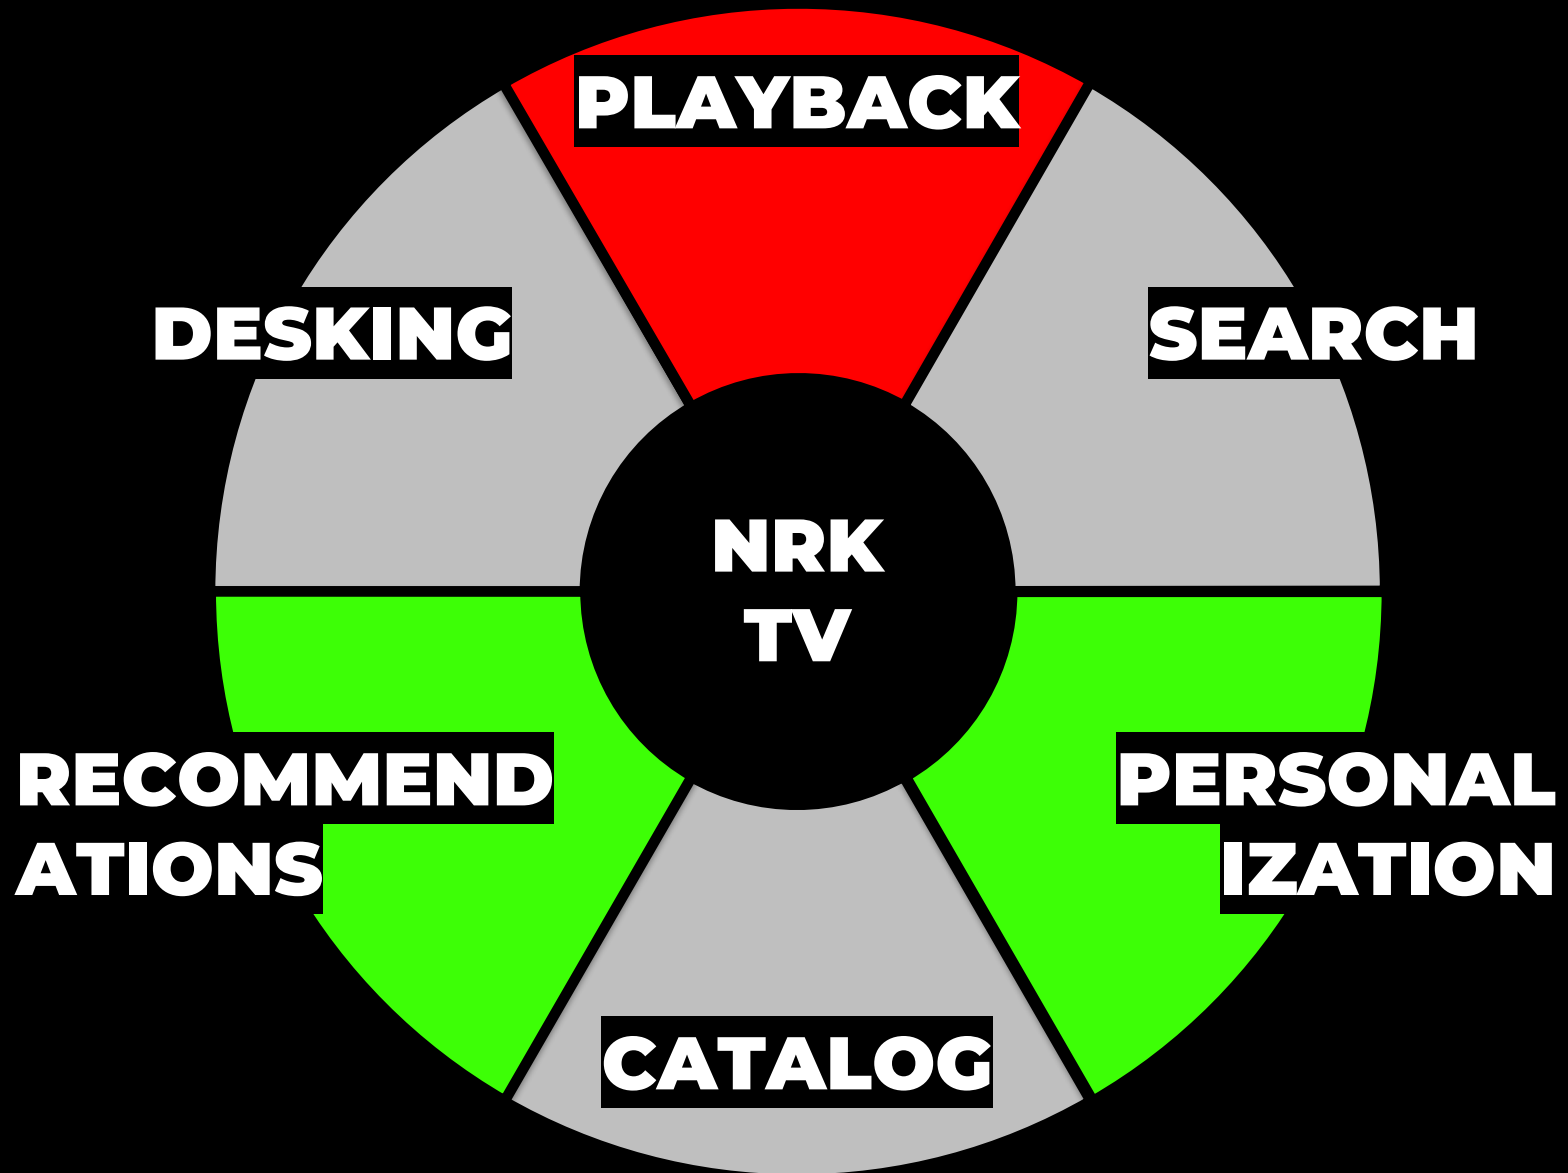 PLAYBACK
DESKING
SEARCH
NRK
TV
RECOMMEND
ATIONS
PERSONAL
IZATION
CATALOG